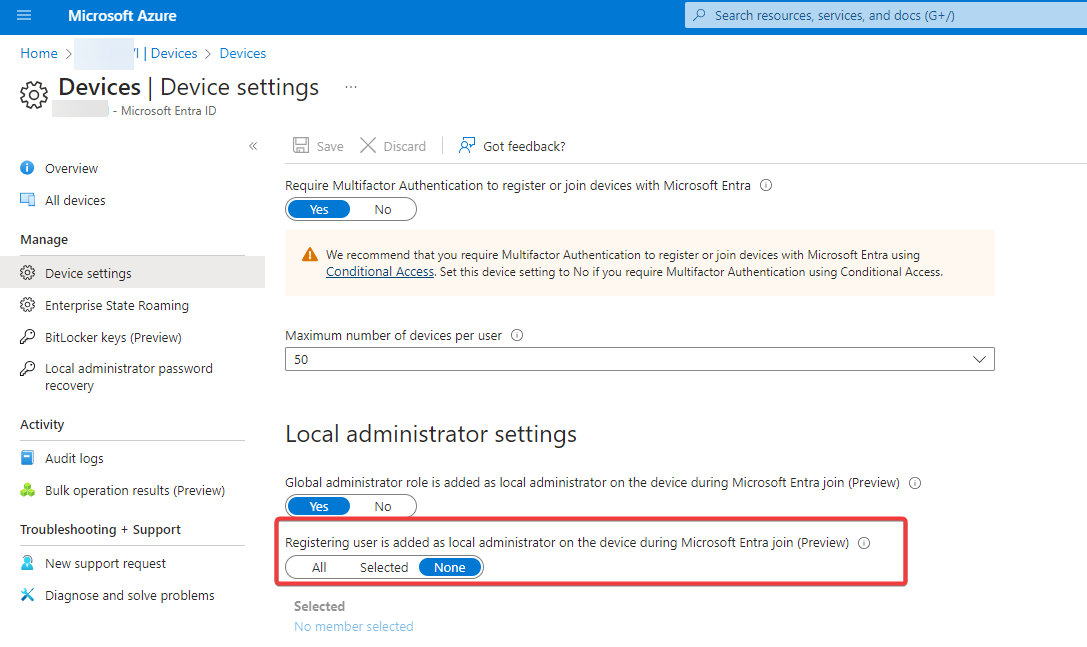 Microsoft Azure
Search resources, services, and docs (G+/)
Home > | Devices > Devices
Devices | Device settings ...
- Microsoft Entra ID
«
Save Discard Got feedback?
Overview
All devices
Manage
Device settings
Enterprise State Roaming
BitLocker keys (Preview)
Local administrator password
recovery
Activity
Audit logs
Bulk operation results (Preview)
Troubleshooting + Support
New support request
Diagnose and solve problems
Require Multifactor Authentication to register or join devices with Microsoft Entra
Yes No
We recommend that you require Multifactor Authentication to register or join devices with Microsoft Entra using
Conditional Access. Set this device setting to No if you require Multifactor Authentication using Conditional Access.
Maximum number of devices per user
50
Local administrator settings
Global administrator role is added as local administrator on the device during Microsoft Entra join (Preview)
Yes No
Registering user is added as local administrator on the device during Microsoft Entra join (Preview)
All Selected None
Selected
No member selected